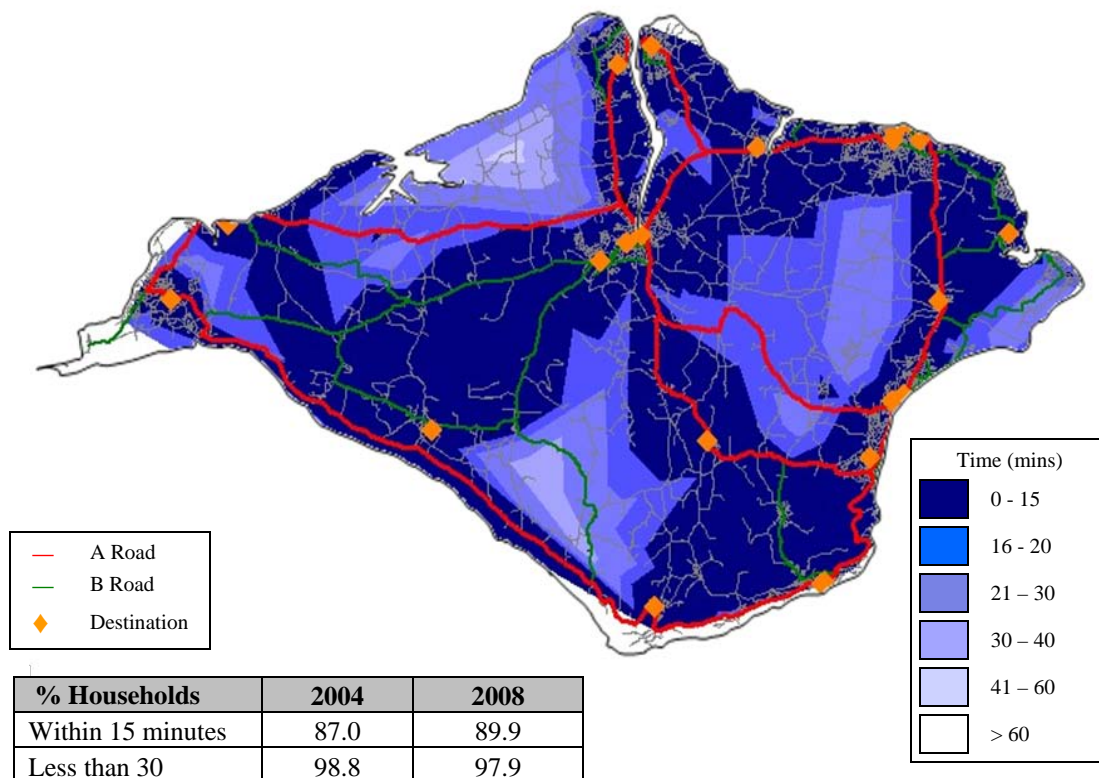 Time (mins)
0 - 15
16 - 20
21 – 30
30 – 40
41 – 60
> 60
A Road
B Road
Destination
% Households 2004 2008
Within 15 minutes 87.0 89.9
Less than 30 98.8 97.9